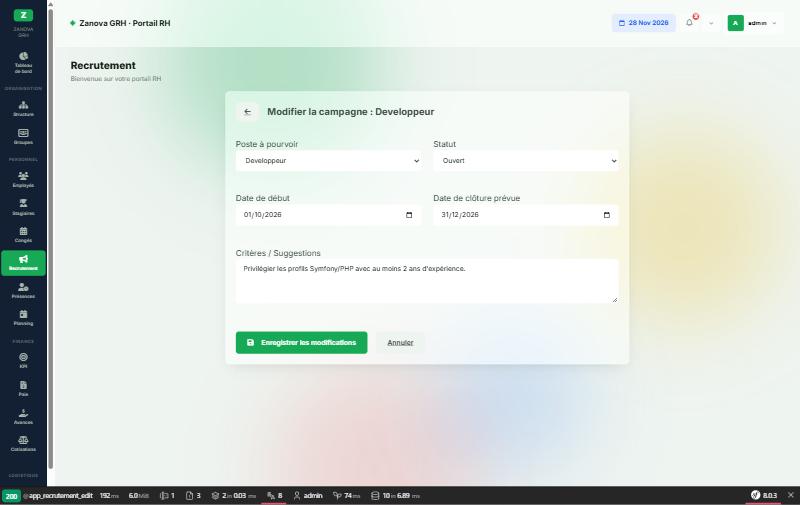 Z
ZANOVA
GRH
Tableau
de bord
ORGANISATION
Structure
Groupes
PERSONNEL
Employés
Stagiaires
Congés
Recrutement
Présences
Planning
FINANCE
KPI
Paie
Avances
Cotisations
LOGISTIQUE
Zanova GRH · Portail RH
28 Nov 2026
A admin
Recrutement
Bienvenue sur votre portail RH
Modifier la campagne : Developpeur
Poste à pourvoir
Statut
Developpeur
Ouvert
Date de début
Date de clôture prévue
01/10/2026
31/12/2026
Critères / Suggestions
Privilégier les profils Symfony/PHP avec au moins 2 ans d'expérience.
Enregistrer les modifications
Annuler
200 @app_recrutement_edit 192 ms 6.0 MiB 1 3 2 in 0.03 ms 8 admin 74 ms 10 in 6.89 ms 8.0.3